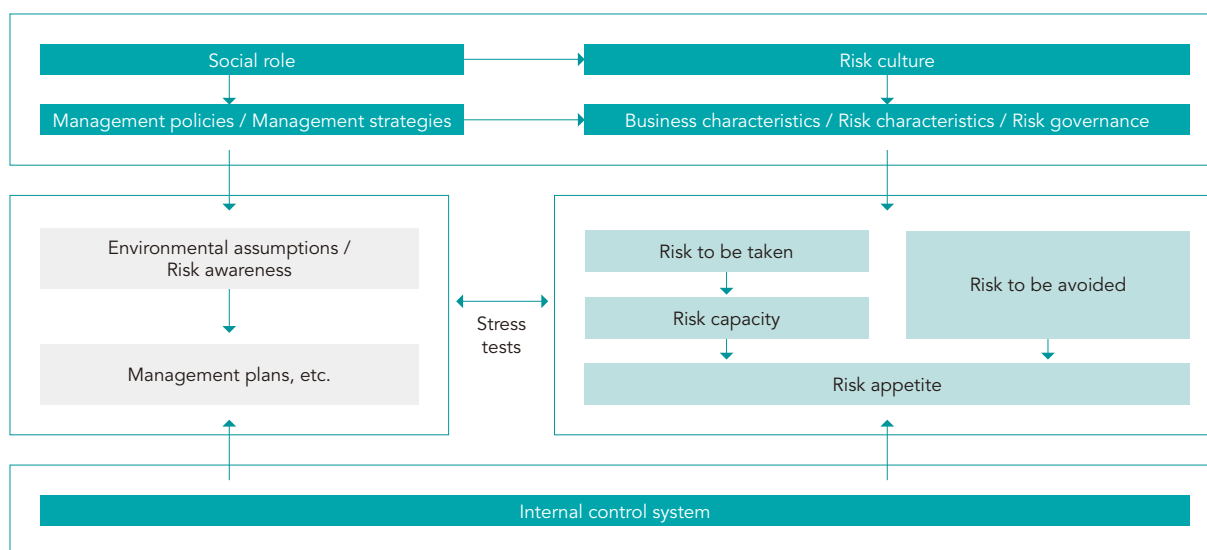 Social role
Risk culture
Management policies / Management strategies
Business characteristics / Risk characteristics / Risk governance
Environmental assumptions /
Risk awareness
Management plans, etc.
Stress
tests
Risk to be taken
Risk capacity
Risk to be avoided
Risk appetite
Internal control system